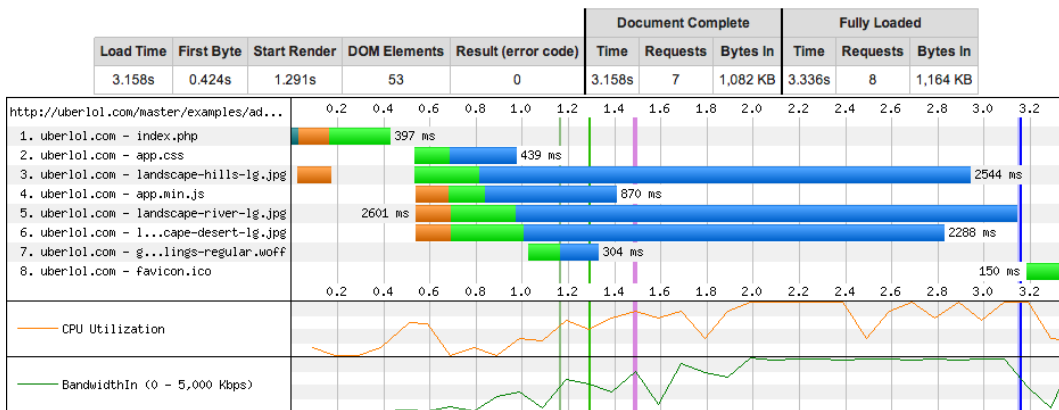 Document Complete Fully Loaded
Load Time First Byte Start Render DOM Elements Result (error code) Time Requests Bytes In Time Requests Bytes In
3.158s 0.424s 1.291s 53 0 3.158s 7 1,082 KB 3.336s 8 1,164 KB
http://uberlol.com/master/examples/ad... 0.2 0.4 0.6 0.8 1.0 1.2 1.4 1.6 1.8 2.0 2.2 2.4 2.6 2.8 3.0 3.2
1. uberlol.com - index.php 397 ms
2. uberlol.com - app.css 439 ms
3. uberlol.com - landscape-hills-lg.jpg 2544 ms
4. uberlol.com - app.min.js 870 ms
5. uberlol.com - landscape-river-lg.jpg 2601 ms
6. uberlol.com - l...cape-desert-lg.jpg 2288 ms
7. uberlol.com - g...lings-regular.woff 304 ms
8. uberlol.com - favicon.ico 150 ms
0.2 0.4 0.6 0.8 1.0 1.2 1.4 1.6 1.8 2.0 2.2 2.4 2.6 2.8 3.0 3.2
CPU Utilization
BandwidthIn (0 - 5,000 Kbps)